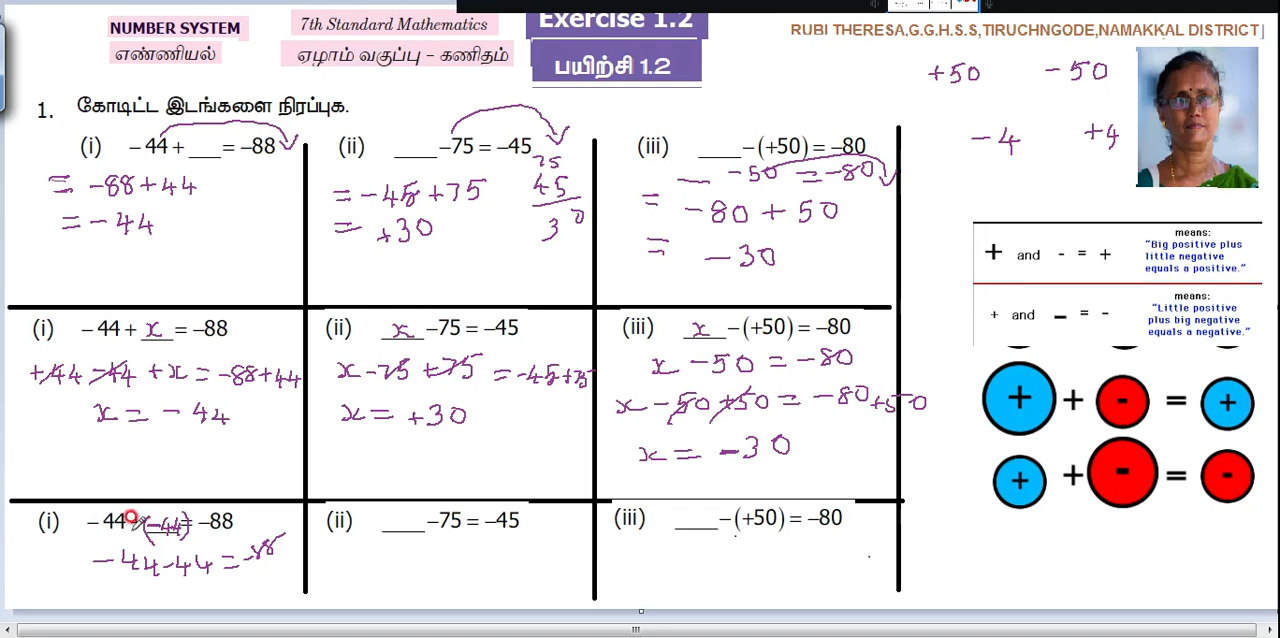 NUMBER SYSTEM
எண்ணியல்
7th Standard Mathematics
ஏழாம் வகுப்பு – கணிதம்
Exercise 1.2
பயிற்சி 1.2
RUBI THERESA,G.G.H.S.S,TIRUCHNGODE,NAMAKKAL DISTRICT
+50 -50
-4 +4
1. கோடிட்ட இடங்களை நிரப்புக.
(i) –44 + ___ = –88
= -88+44
= -44
(ii) ____ –75 = –45
= -45+75
= +30
75
45
30
(iii) ____ –(+50) = –80
__ -50 = -80
= -80 + 50
= -30
+ and - = +
means:
"Big positive plus
little negative
equals a positive."
+ and – = -
means:
"Little positive
plus big negative
equals a negative."
(i) –44 + x = –88
+44 -44 +x = -88+44
x = -44
(ii) x –75 = –45
x-75 +75 = -45+75
x = +30
(iii) x –(+50) = –80
x -50 = -80
x -50 +50 = -80+50
x = -30
+ + - = +
+ + - = -
(i) –44 + (-44) = –88
-44-44 = -88
(ii) ____ –75 = –45
(iii) ____ –(+50) = –80